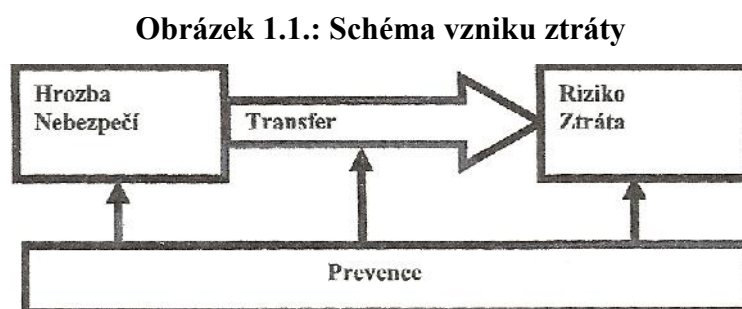 Obrázek 1.1.: Schéma vzniku ztráty
Hrozba
Nebezpečí
Transfer
Riziko
Ztráta
Prevence